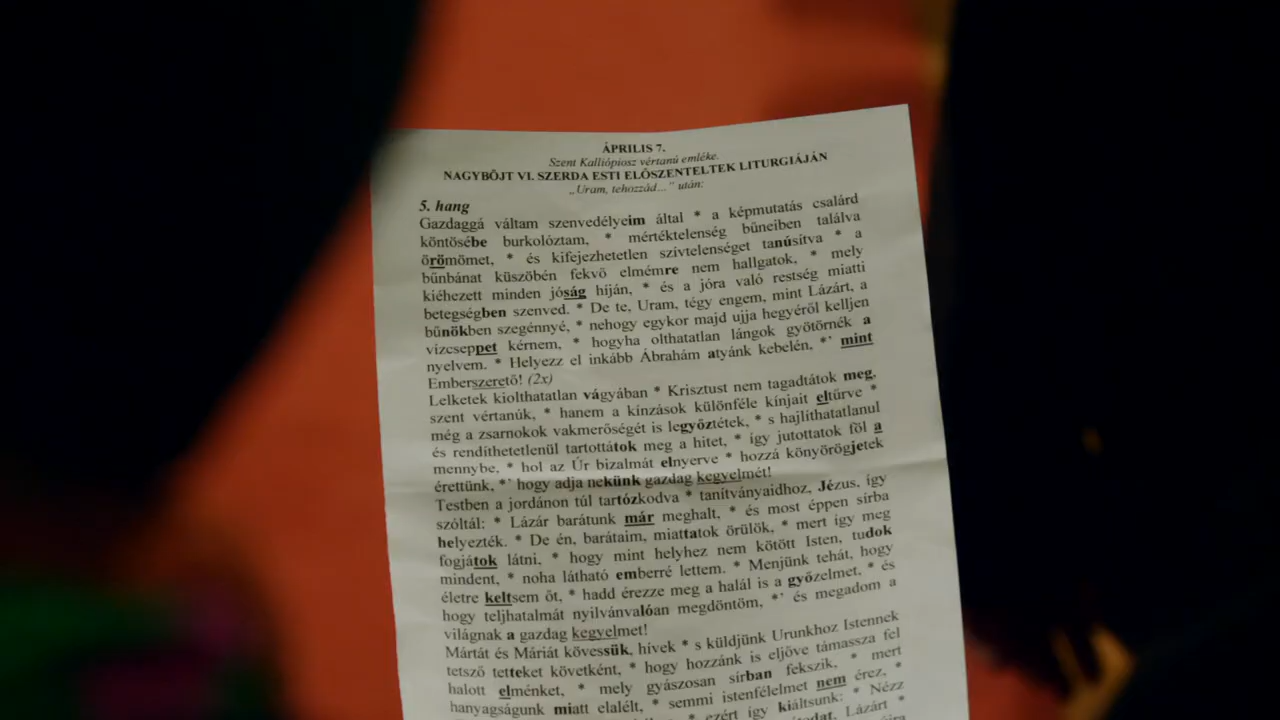 ÁPRILIS 7.
Szent Kalliópiosz vértanú emléke.
NAGYBÖJT VI. SZERDA ESTI ELŐSZENTELTEK LITURGIÁJÁN
„Uram, tehozzád…” után:
5. hang
Gazdaggá váltam szenvedélyeim által * a képmutatás csalárd
köntösébe burkolóztam, * mértéktelenség bűneiben találva
örömömet, * és kifejezhetetlen szívtelenséget tanúsítva * a
bűnbánat küszöbén fekvő elmémre nem hallgatok, * mely
kiéhezett minden jóság híján, * és a jóra való restség miatti
betegségben szenved. * De te, Uram, tégy engem, mint Lázárt, a
bűnökben szegénnyé, * nehogy egykor majd ujja hegyéről kelljen
vízcseppet kérnem, * hogyha olthatatlan lángok gyötörnék a
nyelvem. * Helyezz el inkább Ábrahám atyánk kebelén, *’ mint
Emberszerető! (2x)
Lelketek kiolthatatlan vágyában * Krisztust nem tagadtátok meg,
szent vértanúk, * hanem a kínzások különféle kínjait eltűrve *
még a zsarnokok vakmerőségét is legyőztétek, * s hajlíthatatlanul
és rendíthetetlenül tartottátok meg a hitet, * így jutottatok föl a
mennybe, * hol az Úr bizalmát elnyerve * hozzá könyörögjetek
érettünk, *’ hogy adja nekünk gazdag kegyelmét!
Testben a jordánon túl tartózkodva * tanítványaidhoz, Jézus, így
szóltál: * Lázár barátunk már meghalt, * és most éppen sírba
helyezték. * De én, barátaim, miattatok örülök, * mert így meg
fogjátok látni, * hogy mint helyhez nem kötött Isten, tudok
mindent, * noha látható emberré lettem. * Menjünk tehát, hogy
életre keltsem őt, * hadd érezze meg a halál is a győzelmet, * és
hogy teljhatalmát nyilvánvalóan megdöntöm, *’ és megadom a
világnak a gazdag kegyelmet!
Mártát és Máriát kövessük, hívek * s küldjünk Urunkhoz Istennek
tetsző tetteket követként, * hogy hozzánk is eljöve támassza fel
halott elménket, * mely gyászosan sírban fekszik, * mert
hanyagságunk miatt elalélt, * semmi istenfélelmet nem érez, *
* ezért így kiáltsunk: * Nézz
Lázárt *